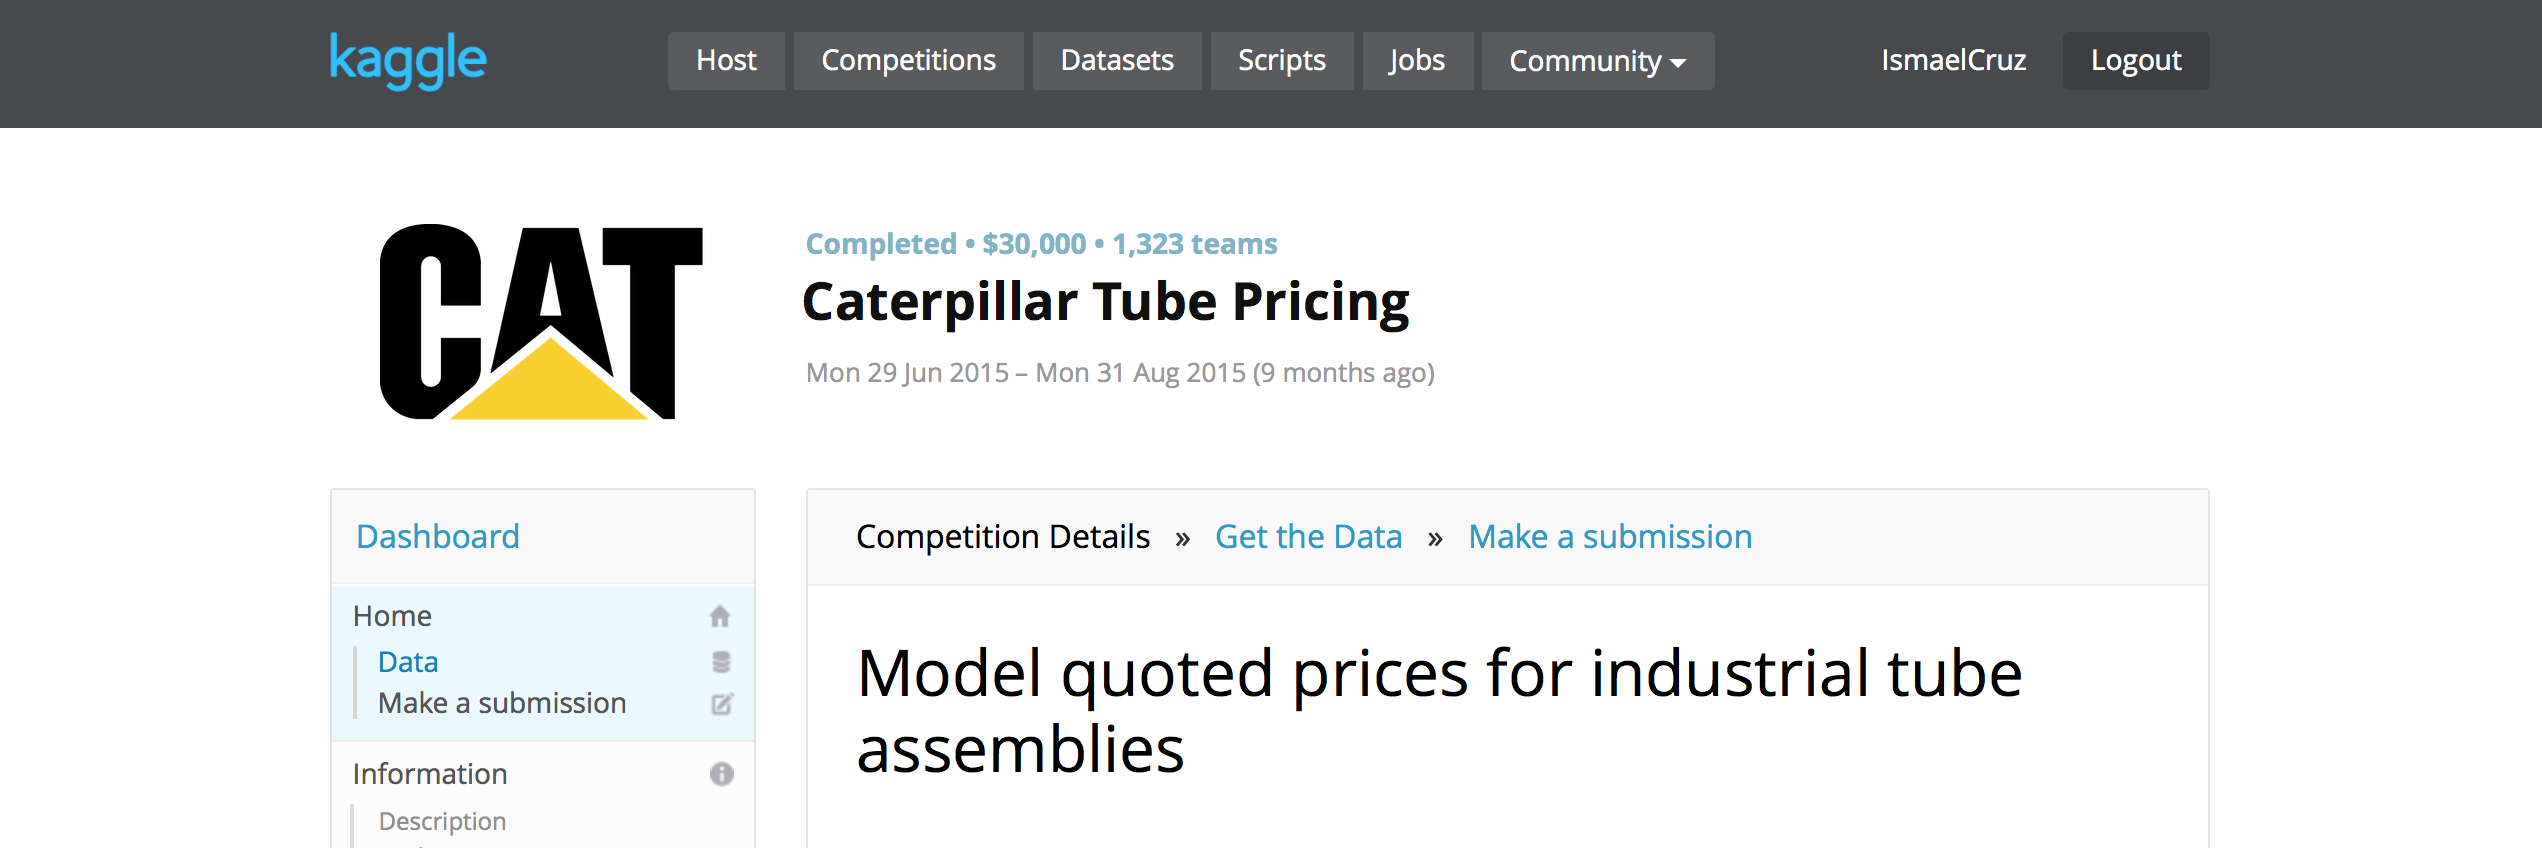 kaggle
Host
Competitions
Datasets
Scripts
Jobs
Community
IsmaelCruz
Logout
CAT
Completed • $30,000 • 1,323 teams
Caterpillar Tube Pricing
Mon 29 Jun 2015 – Mon 31 Aug 2015 (9 months ago)
Dashboard
Home
Data
Make a submission
Information
Description
Competition Details » Get the Data » Make a submission
Model quoted prices for industrial tube
assemblies